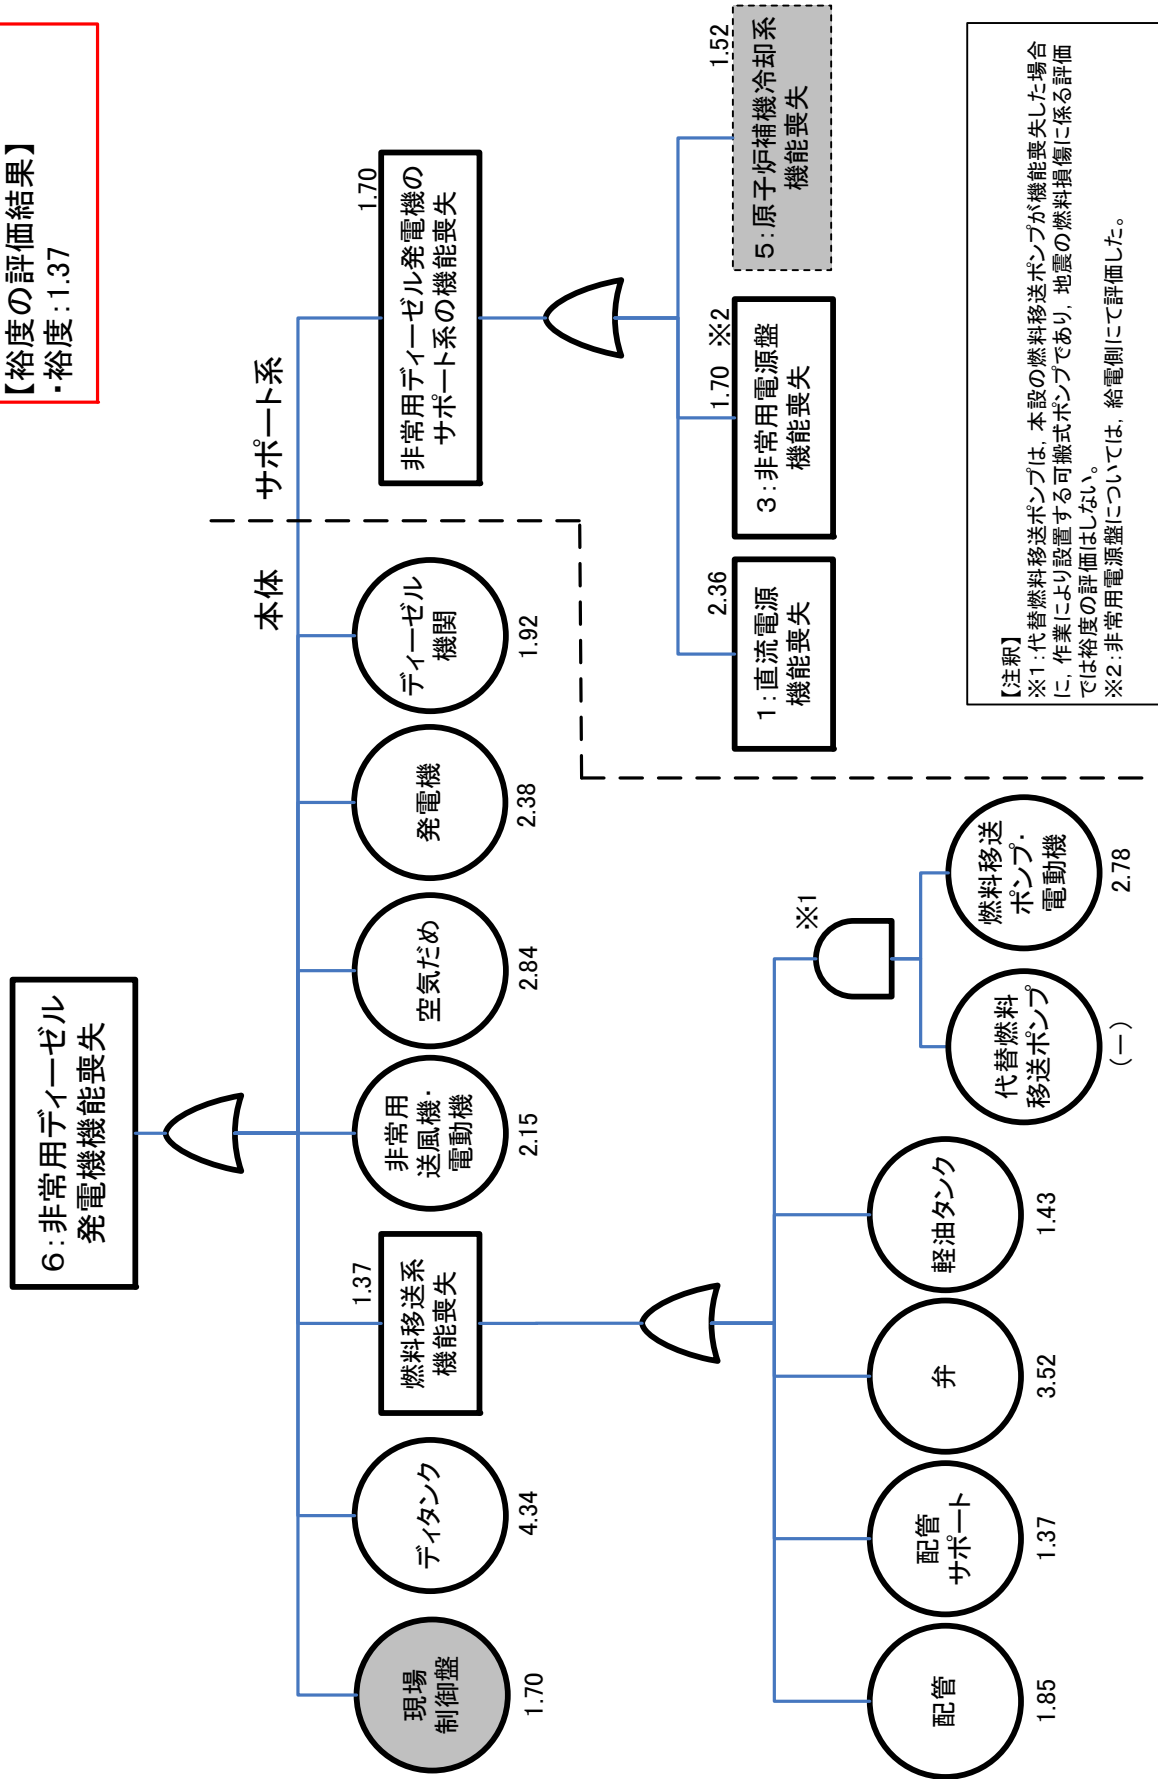 【裕度の評価結果】
・裕度:1.37
6:非常用ディーゼル
発電機機能喪失
本体
サポート系
現場
制御盤
1.70
ディタンク
4.34
1.37
燃料移送系
機能喪失
非常用
送風機・
電動機
2.15
空気だめ
2.84
発電機
2.38
ディーゼル
機関
1.92
1.70
非常用ディーゼル発電機の
サポート系の機能喪失
配管
1.85
配管
サポート
1.37
弁
3.52
軽油タンク
1.43
※1
代替燃料
移送ポンプ
(-)
燃料移送
ポンプ・
電動機
2.78
2.36
1:直流電源
機能喪失
1.70 ※2
3:非常用電源盤
機能喪失
1.52
5:原子炉補機冷却系
機能喪失
【注釈】
※1:代替燃料移送ポンプは, 本設の燃料移送ポンプが機能喪失した場合
に, 作業により設置する可搬式ポンプであり, 地震の燃料損傷に係る評価
では裕度の評価はしない。
※2:非常用電源盤については, 給電側にて評価した。